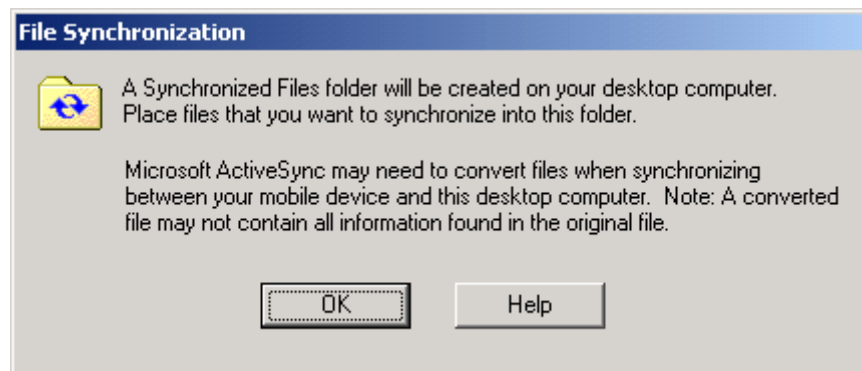 File Synchronization
A Synchronized Files folder will be created on your desktop computer.
Place files that you want to synchronize into this folder.
Microsoft ActiveSync may need to convert files when synchronizing
between your mobile device and this desktop computer.  Note: A converted
file may not contain all information found in the original file.
OK
Help